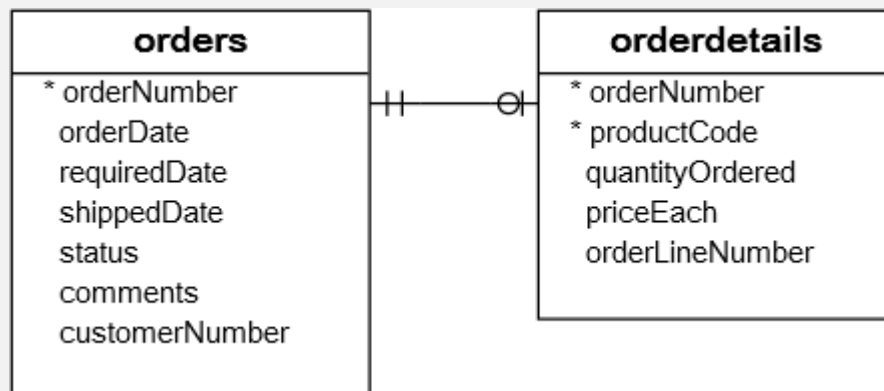 orders
* orderNumber
orderDate
requiredDate
shippedDate
status
comments
customerNumber
orderdetails
* orderNumber
* productCode
quantityOrdered
priceEach
orderLineNumber